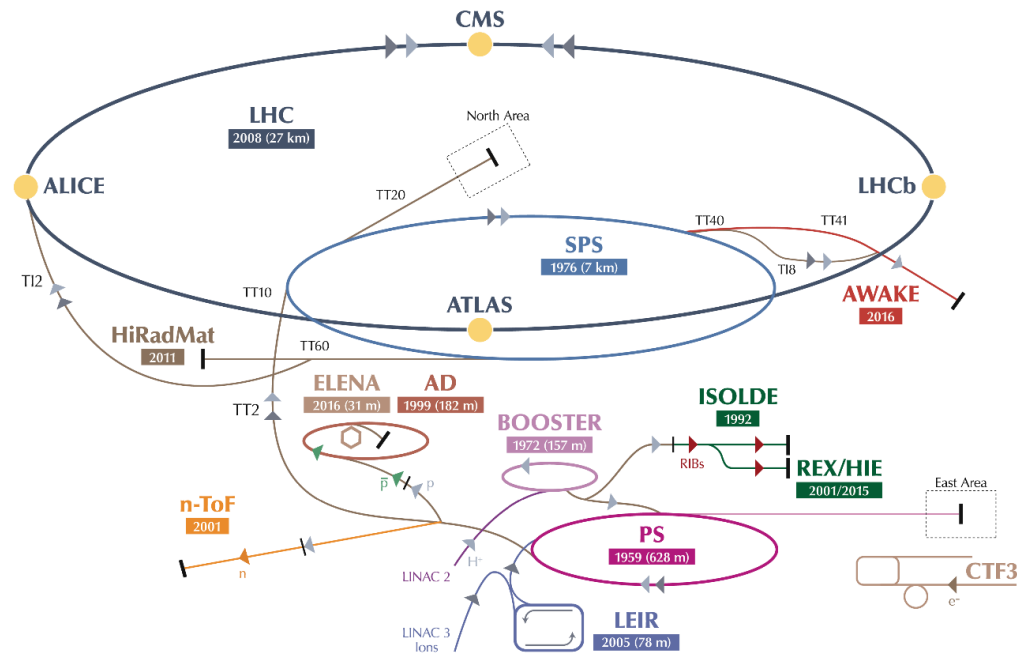 CMS
LHC
2008 (27 km)
North Area
ALICE
TT20
LHCb
TT40
TT41
SPS
1976 (7 km)
TI8
TI2
TT10
ATLAS
AWAKE
2016
HiRadMat
2011
TT60
ELENA
2016 (31 m)
AD
1999 (182 m)
TT2
BOOSTER
1972 (157 m)
ISOLDE
1992
RIBs
REX/HIE
2001/2015
p̅
p
East Area
n-ToF
2001
n
H⁻
LINAC 2
PS
1959 (628 m)
CTF3
e⁻
LINAC 3
Ions
LEIR
2005 (78 m)